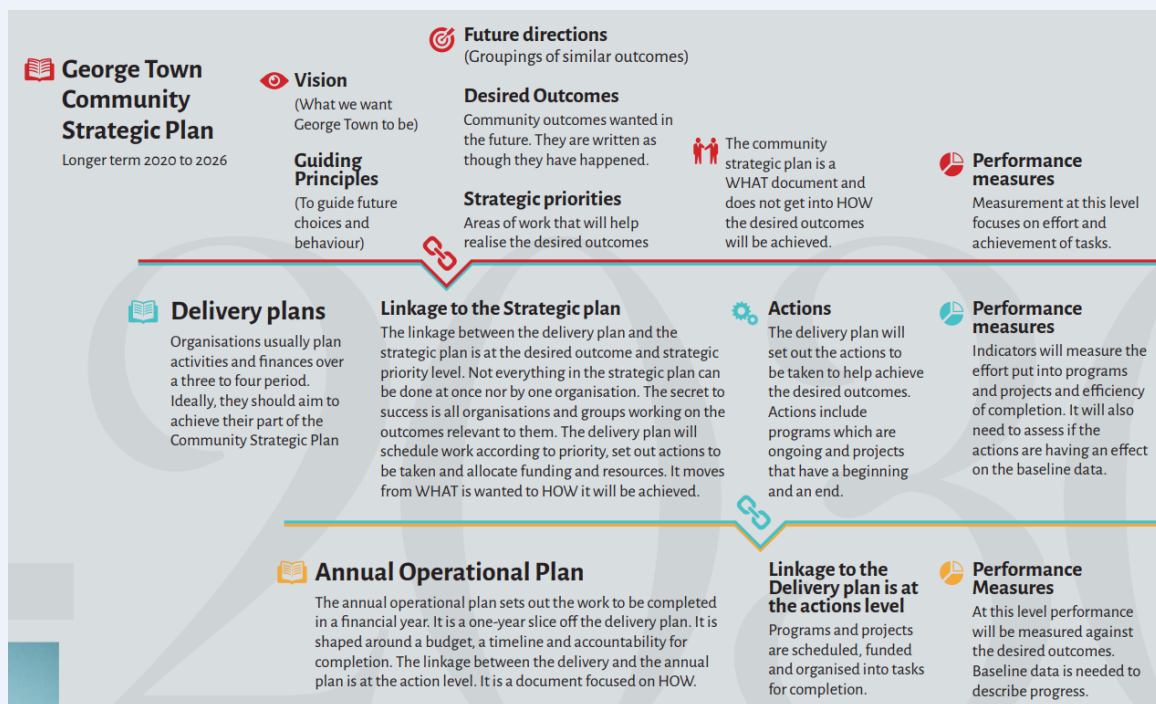 George Town
Community
Strategic Plan
Longer term 2020 to 2026
Vision
(What we want
George Town to be)
Guiding
Principles
(To guide future
choices and
behaviour)
Future directions
(Groupings of similar outcomes)
Desired Outcomes
Community outcomes wanted in
the future. They are written as
though they have happened.
Strategic priorities
Areas of work that will help
realise the desired outcomes
The community
strategic plan is a
WHAT document and
does not get into HOW
the desired outcomes
will be achieved.
Performance
measures
Measurement at this level
focuses on effort and
achievement of tasks.
Delivery plans
Organisations usually plan
activities and finances over
a three to four period.
Ideally, they should aim to
achieve their part of the
Community Strategic Plan
Linkage to the Strategic plan
The linkage between the delivery plan and the
strategic plan is at the desired outcome and strategic
priority level. Not everything in the strategic plan can
be done at once nor by one organisation. The secret to
success is all organisations and groups working on the
outcomes relevant to them. The delivery plan will
schedule work according to priority, set out actions to
be taken and allocate funding and resources. It moves
from WHAT is wanted to HOW it will be achieved.
Actions
The delivery plan will
set out the actions to
be taken to help achieve
the desired outcomes.
Actions include
programs which are
ongoing and projects
that have a beginning
and an end.
Performance
measures
Indicators will measure the
effort put into programs
and projects and efficiency
of completion. It will also
need to assess if the
actions are having an effect
on the baseline data.
Annual Operational Plan
The annual operational plan sets out the work to be completed
in a financial year. It is a one-year slice off the delivery plan. It is
shaped around a budget, a timeline and accountability for
completion. The linkage between the delivery and the annual
plan is at the action level. It is a document focused on HOW.
Linkage to the
Delivery plan is at
the actions level
Programs and projects
are scheduled, funded
and organised into tasks
for completion.
Performance
Measures
At this level performance
will be measured against
the desired outcomes.
Baseline data is needed to
describe progress.
2030